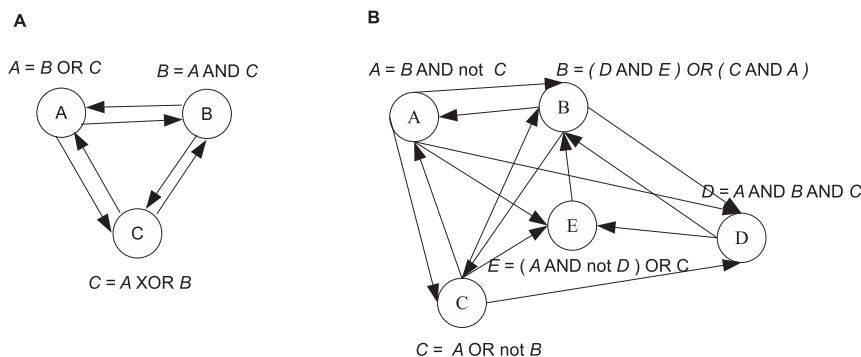 A
A = B OR C
B = A AND C
A
B
C
C = A XOR B
B
A = B AND not C
B = ( D AND E ) OR ( C AND A )
A
B
D = A AND B AND C
E
D
E = ( A AND not D ) OR C
C
C = A OR not B